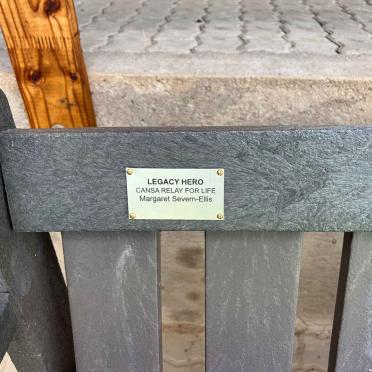 LEGACY HERO
CANSA RELAY FOR LIFE
Margaret Severn-Ellis